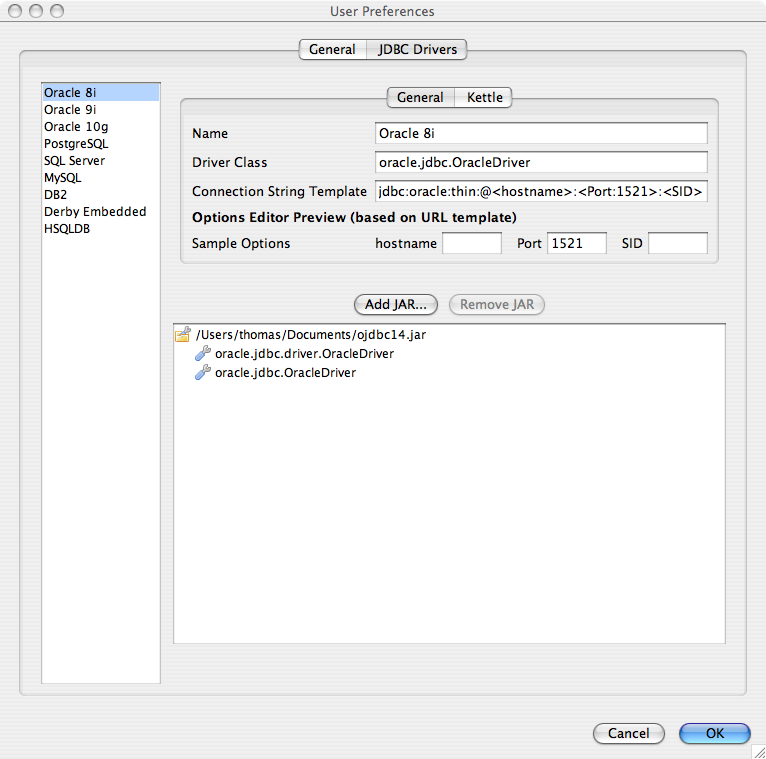 User Preferences
General JDBC Drivers
Oracle 8i
Oracle 9i
Oracle 10g
PostgreSQL
SQL Server
MySQL
DB2
Derby Embedded
HSQLDB
General Kettle
Name Oracle 8i
Driver Class oracle.jdbc.OracleDriver
Connection String Template jdbc:oracle:thin:@<hostname>:<Port:1521>:<SID>
Options Editor Preview (based on URL template)
Sample Options hostname Port 1521 SID
Add JAR... Remove JAR
/Users/thomas/Documents/ojdbc14.jar
oracle.jdbc.driver.OracleDriver
oracle.jdbc.OracleDriver
Cancel OK